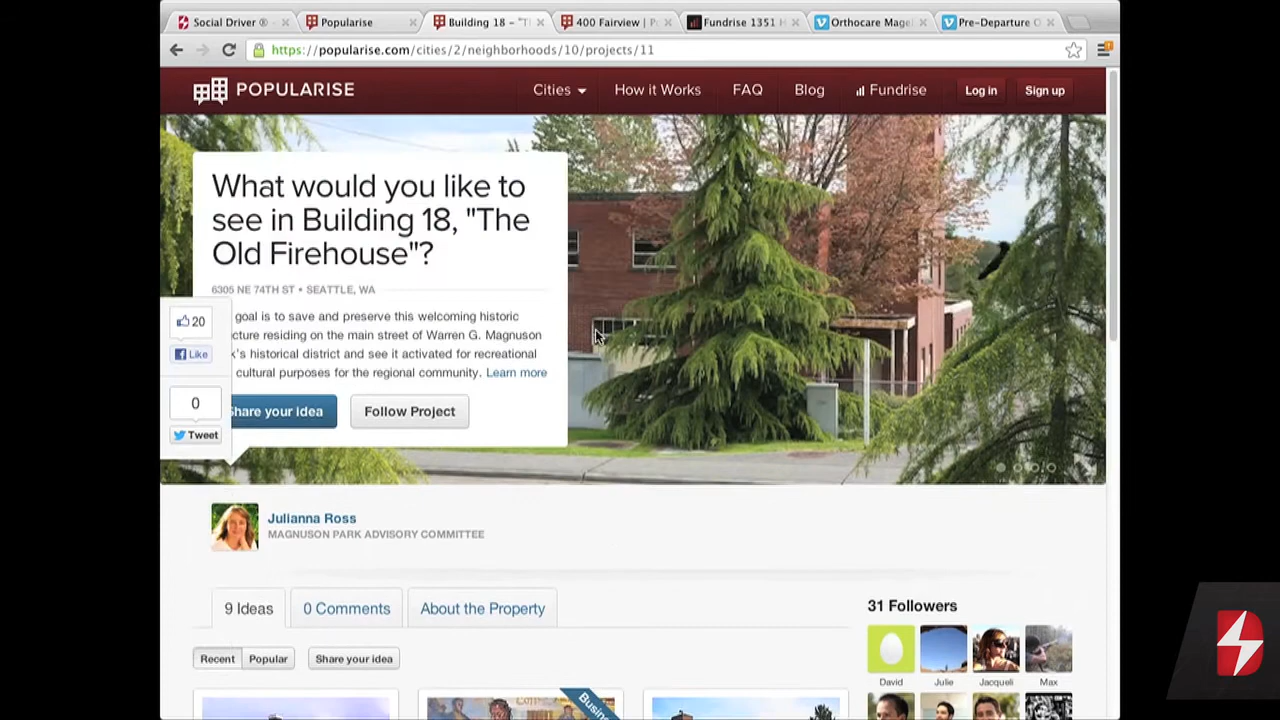 Social Driver ®
Popularise
Building 18 – "T
400 Fairview | P
Fundrise 1351 H
Orthocare Mage
Pre-Departure
https://popularise.com/cities/2/neighborhoods/10/projects/11
POPULARISE
Cities
How it Works
FAQ
Blog
Fundrise
Log in
Sign up
What would you like to
see in Building 18, "The
Old Firehouse"?
6305 NE 74TH ST • SEATTLE, WA
goal is to save and preserve this welcoming historic
cture residing on the main street of Warren G. Magnuson
k's historical district and see it activated for recreational
cultural purposes for the regional community. Learn more
20
Like
0
Tweet
Share your idea
Follow Project
Julianna Ross
MAGNUSON PARK ADVISORY COMMITTEE
9 Ideas
0 Comments
About the Property
31 Followers
Recent
Popular
Share your idea
David
Julie
Jacqueli
Max
Busine
D